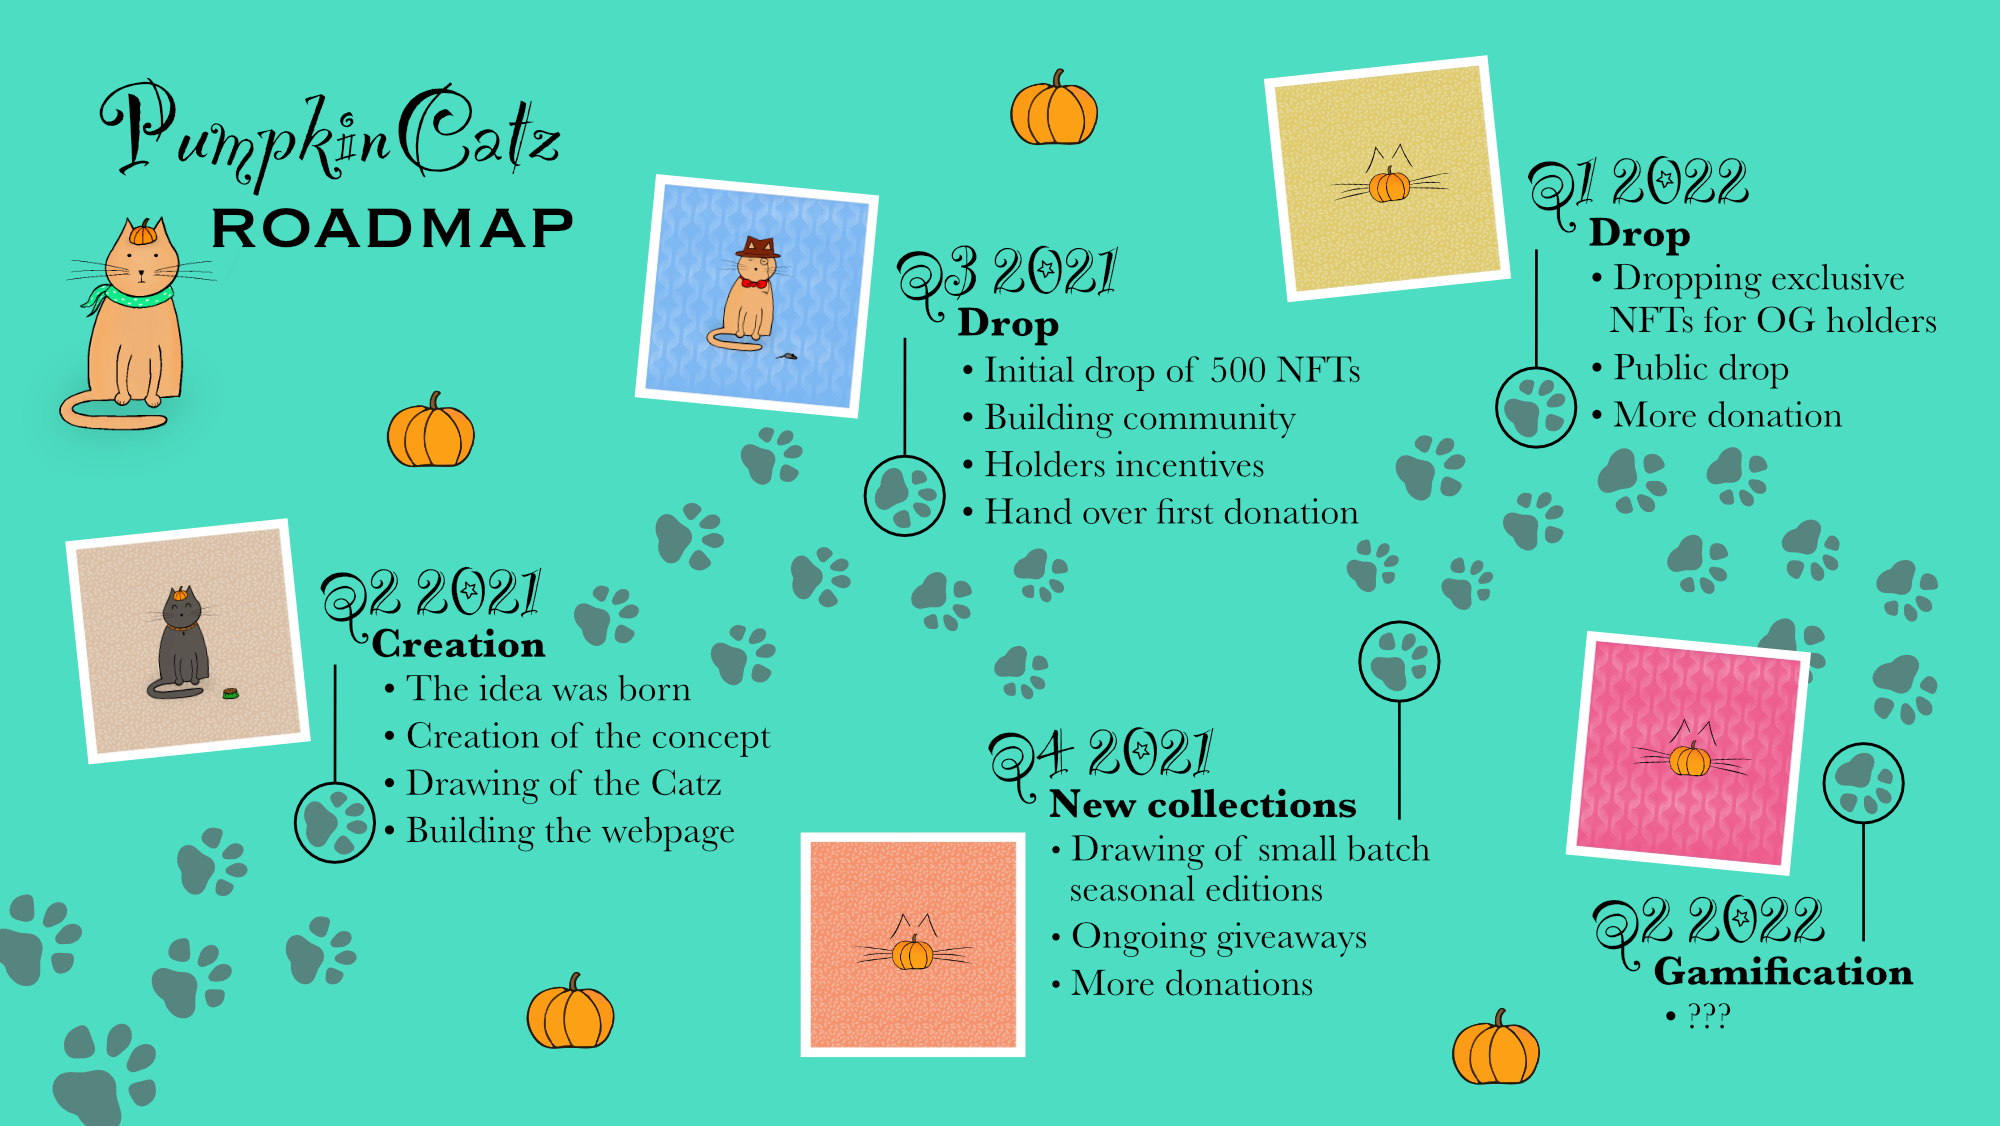 PumpkinCatz
ROADMAP
Q2 2021
Creation
• The idea was born
• Creation of the concept
• Drawing of the Catz
• Building the webpage
Q3 2021
Drop
• Initial drop of 500 NFTs
• Building community
• Holders incentives
• Hand over first donation
Q4 2021
New collections
• Drawing of small batch
seasonal editions
• Ongoing giveaways
• More donations
Q1 2022
Drop
• Dropping exclusive
NFTs for OG holders
• Public drop
• More donation
Q2 2022
Gamification
• ???